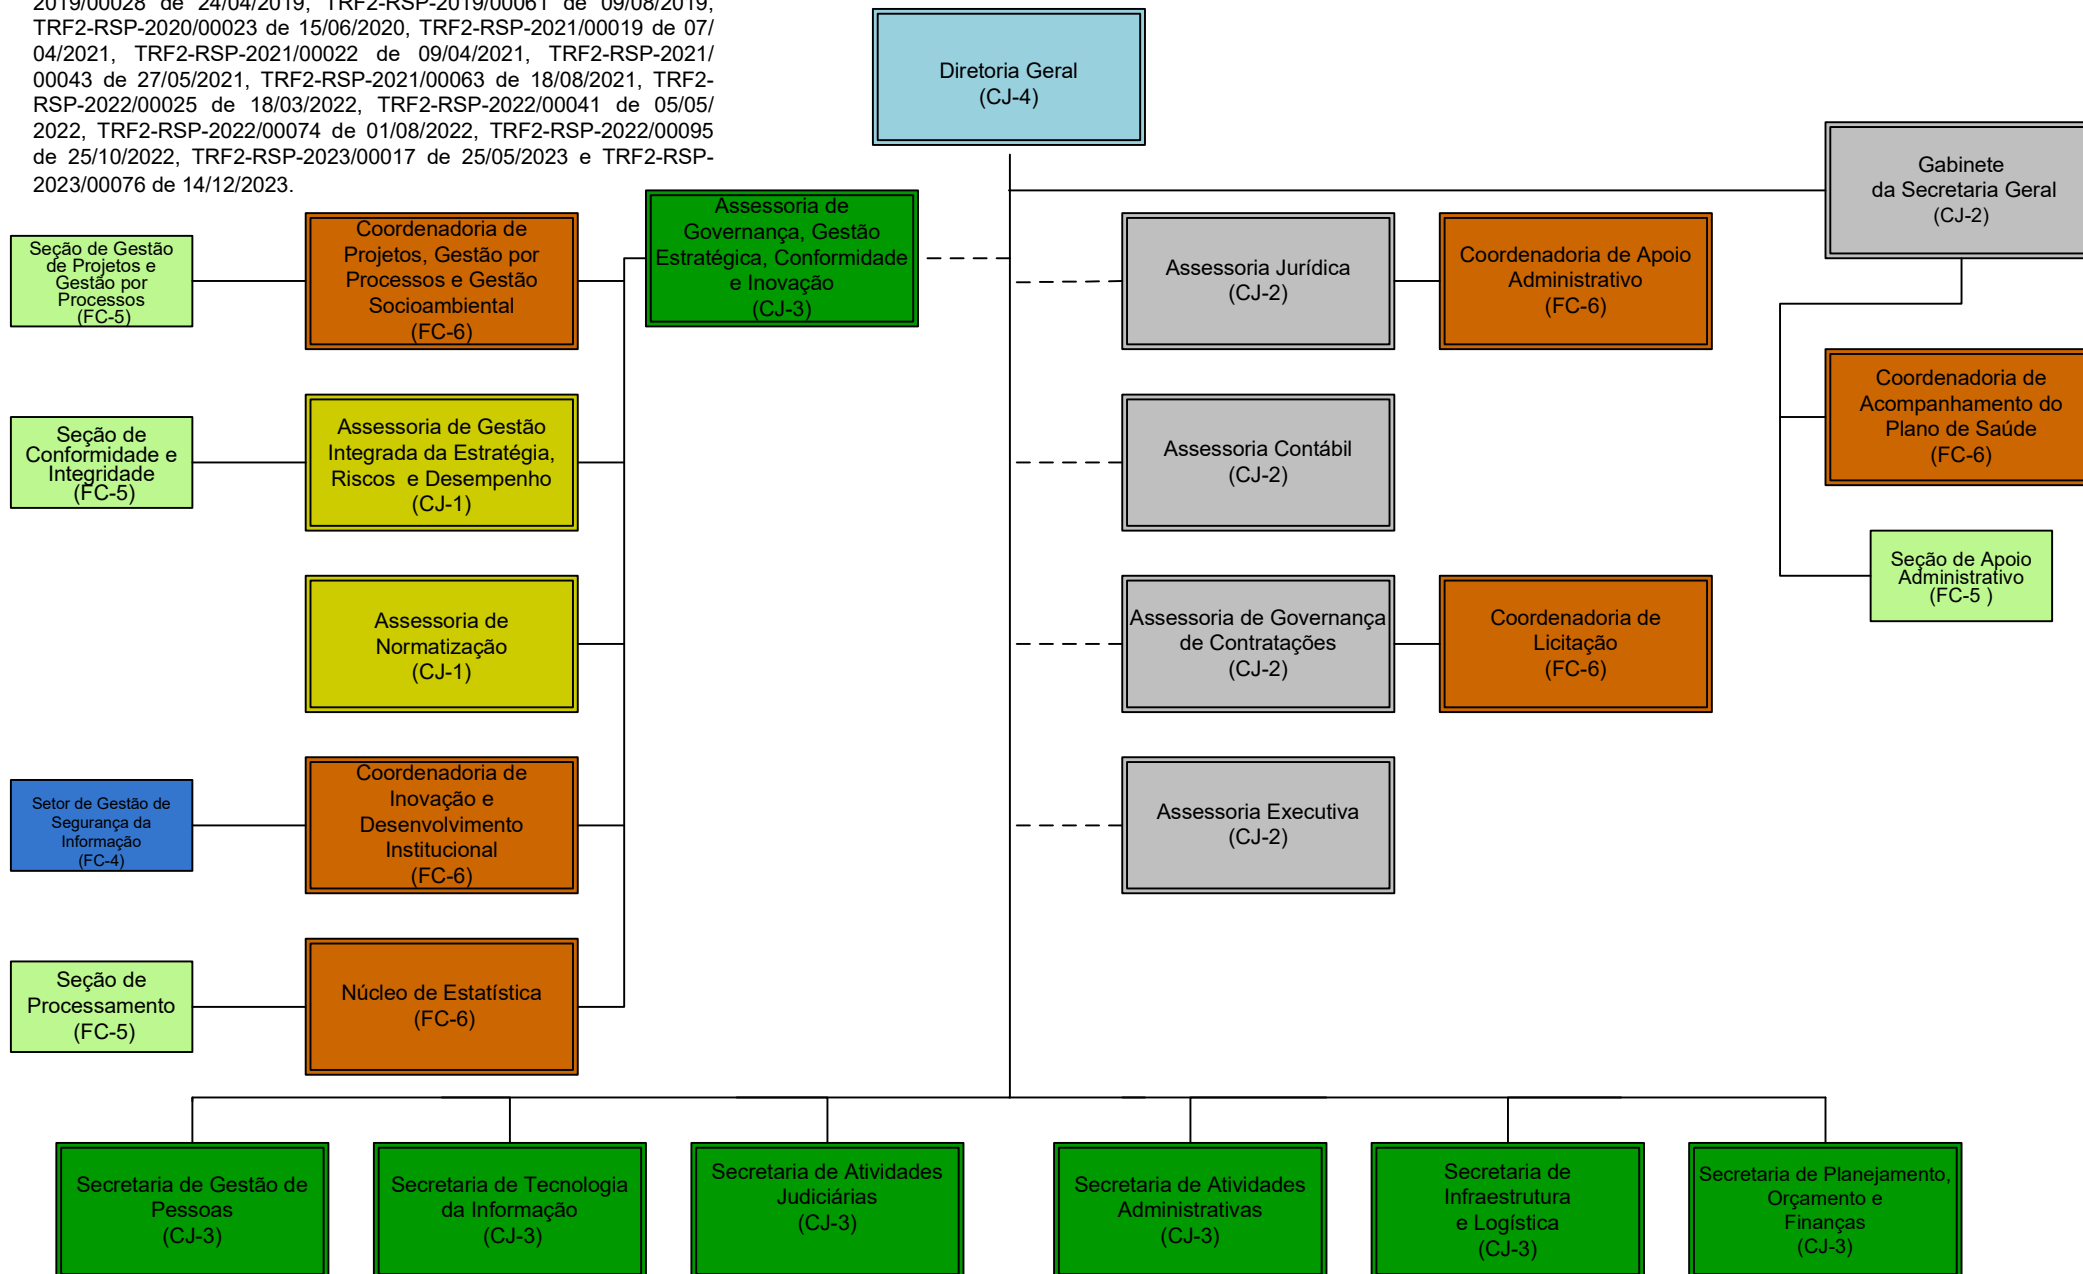 2019/00028 de 24/04/2019, TRF2-RSP-2019/00061 de 09/08/2019,
TRF2-RSP-2020/00023 de 15/06/2020, TRF2-RSP-2021/00019 de 07/
04/2021, TRF2-RSP-2021/00022 de 09/04/2021, TRF2-RSP-2021/
00043 de 27/05/2021, TRF2-RSP-2021/00063 de 18/08/2021, TRF2-
RSP-2022/00025 de 18/03/2022, TRF2-RSP-2022/00041 de 05/05/
2022, TRF2-RSP-2022/00074 de 01/08/2022, TRF2-RSP-2022/00095
de 25/10/2022, TRF2-RSP-2023/00017 de 25/05/2023 e TRF2-RSP-
2023/00076 de 14/12/2023.
Diretoria Geral
(CJ-4)
Gabinete
da Secretaria Geral
(CJ-2)
Seção de Gestão
de Projetos e
Gestão por
Processos
(FC-5)
Coordenadoria de
Projetos, Gestão por
Processos e Gestão
Socioambiental
(FC-6)
Assessoria de
Governança, Gestão
Estratégica, Conformidade
e Inovação
(CJ-3)
Assessoria Jurídica
(CJ-2)
Coordenadoria de Apoio
Administrativo
(FC-6)
Coordenadoria de
Acompanhamento do
Plano de Saúde
(FC-6)
Seção de
Conformidade e
Integridade
(FC-5)
Assessoria de Gestão
Integrada da Estratégia,
Riscos e Desempenho
(CJ-1)
Assessoria Contábil
(CJ-2)
Seção de Apoio
Administrativo
(FC-5 )
Assessoria de
Normatização
(CJ-1)
Assessoria de Governança
de Contratações
(CJ-2)
Coordenadoria de
Licitação
(FC-6)
Setor de Gestão de
Segurança da
Informação
(FC-4)
Coordenadoria de
Inovação e
Desenvolvimento
Institucional
(FC-6)
Assessoria Executiva
(CJ-2)
Seção de
Processamento
(FC-5)
Núcleo de Estatística
(FC-6)
Secretaria de Gestão de
Pessoas
(CJ-3)
Secretaria de Tecnologia
da Informação
(CJ-3)
Secretaria de Atividades
Judiciárias
(CJ-3)
Secretaria de Atividades
Administrativas
(CJ-3)
Secretaria de
Infraestrutura
e Logística
(CJ-3)
Secretaria de Planejamento,
Orçamento e
Finanças
(CJ-3)